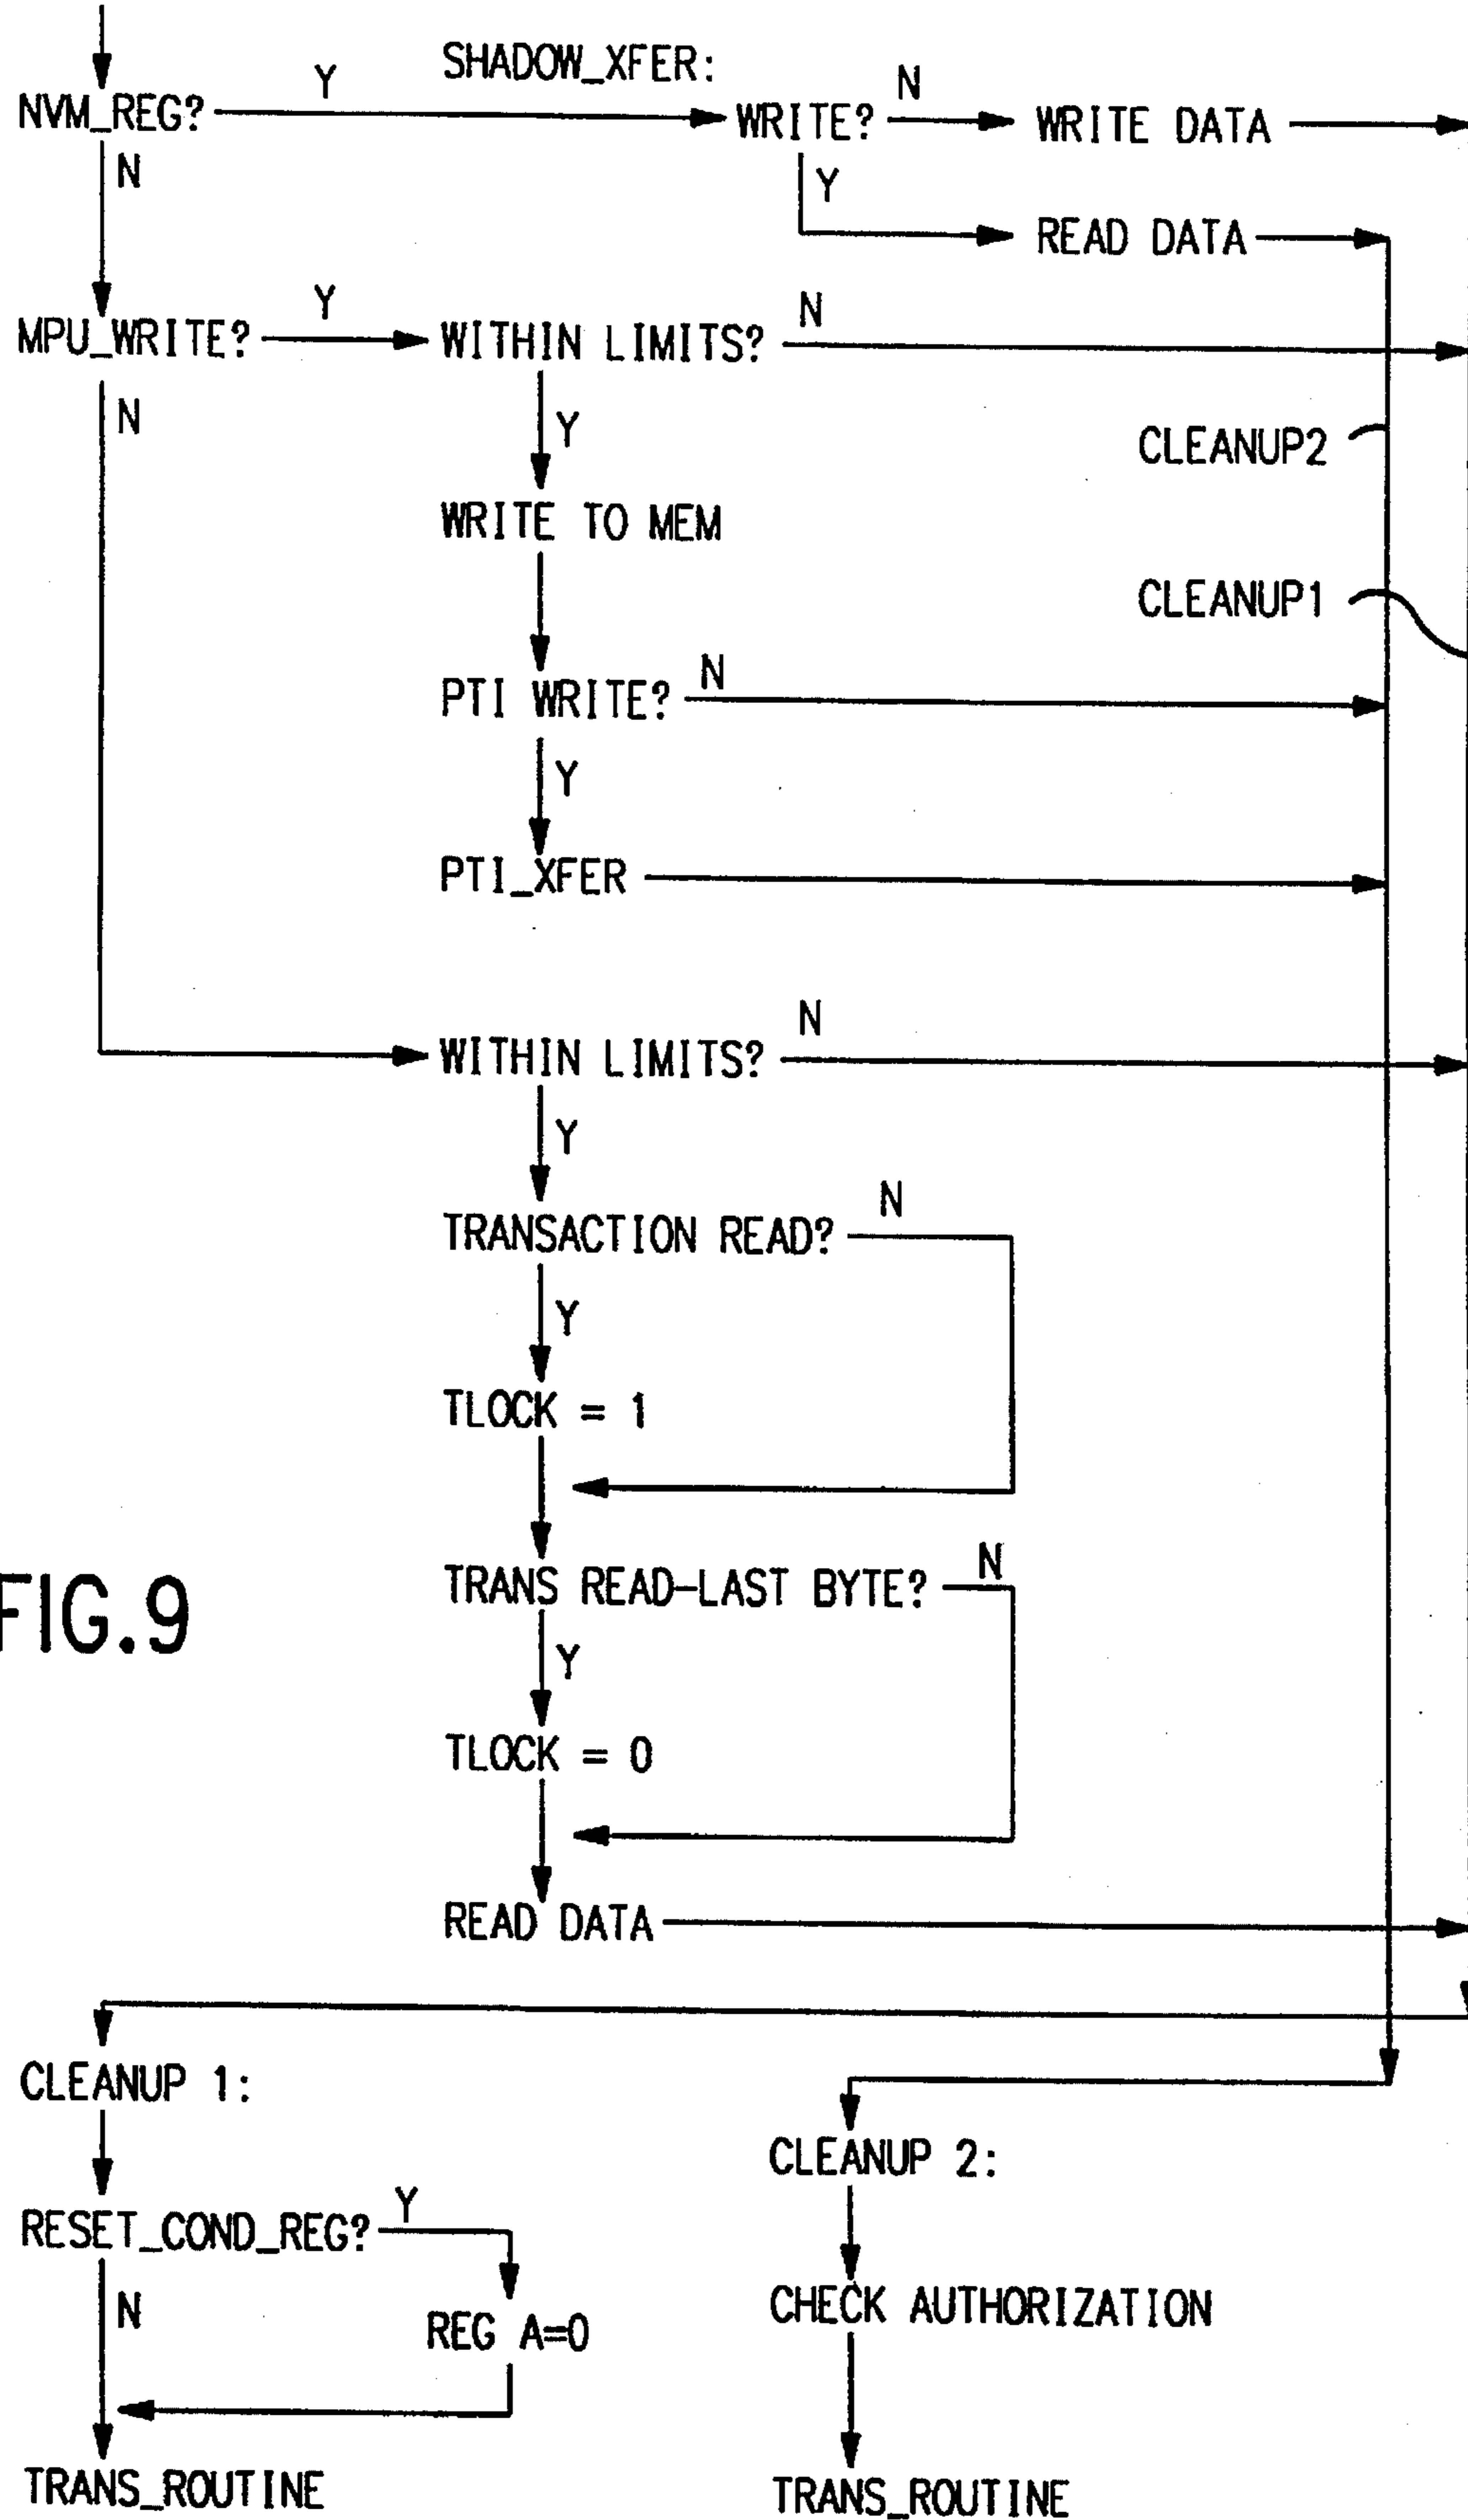 SHADOW_XFER:
NVM_REG? Y WRITE? N WRITE DATA
N
Y
READ DATA
MPU_WRITE? Y WITHIN LIMITS? N
N
Y
CLEANUP2
WRITE TO MEM
CLEANUP1
PTI WRITE? N
Y
PTI_XFER
WITHIN LIMITS? N
Y
TRANSACTION READ? N
Y
TLOCK = 1
TRANS READ-LAST BYTE? N
FIG.9
Y
TLOCK = 0
READ DATA
CLEANUP 1:
CLEANUP 2:
RESET_COND_REG? Y
N
REG A=0
CHECK AUTHORIZATION
TRANS_ROUTINE
TRANS_ROUTINE